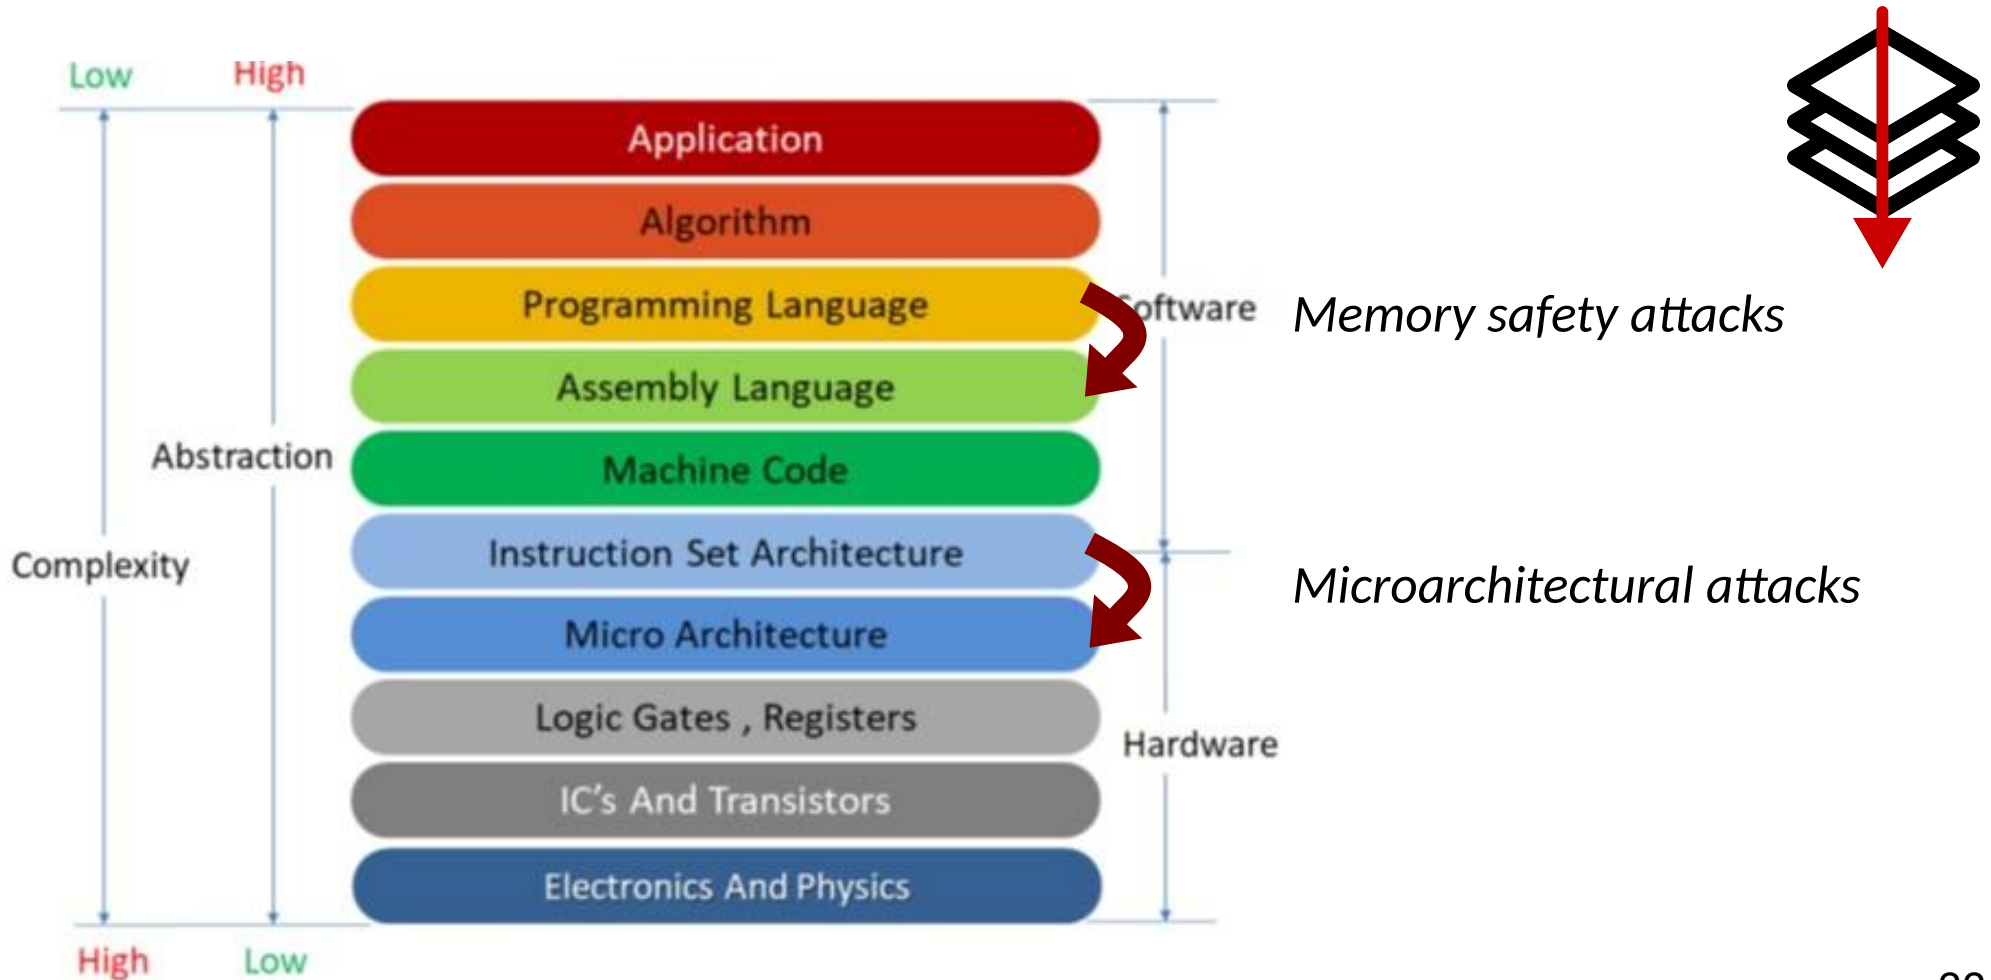 Low
High
Application
Algorithm
Programming Language
Software
Memory safety attacks
Assembly Language
Abstraction
Machine Code
Instruction Set Architecture
Complexity
Microarchitectural attacks
Micro Architecture
Logic Gates , Registers
Hardware
IC's And Transistors
Electronics And Physics
High
Low